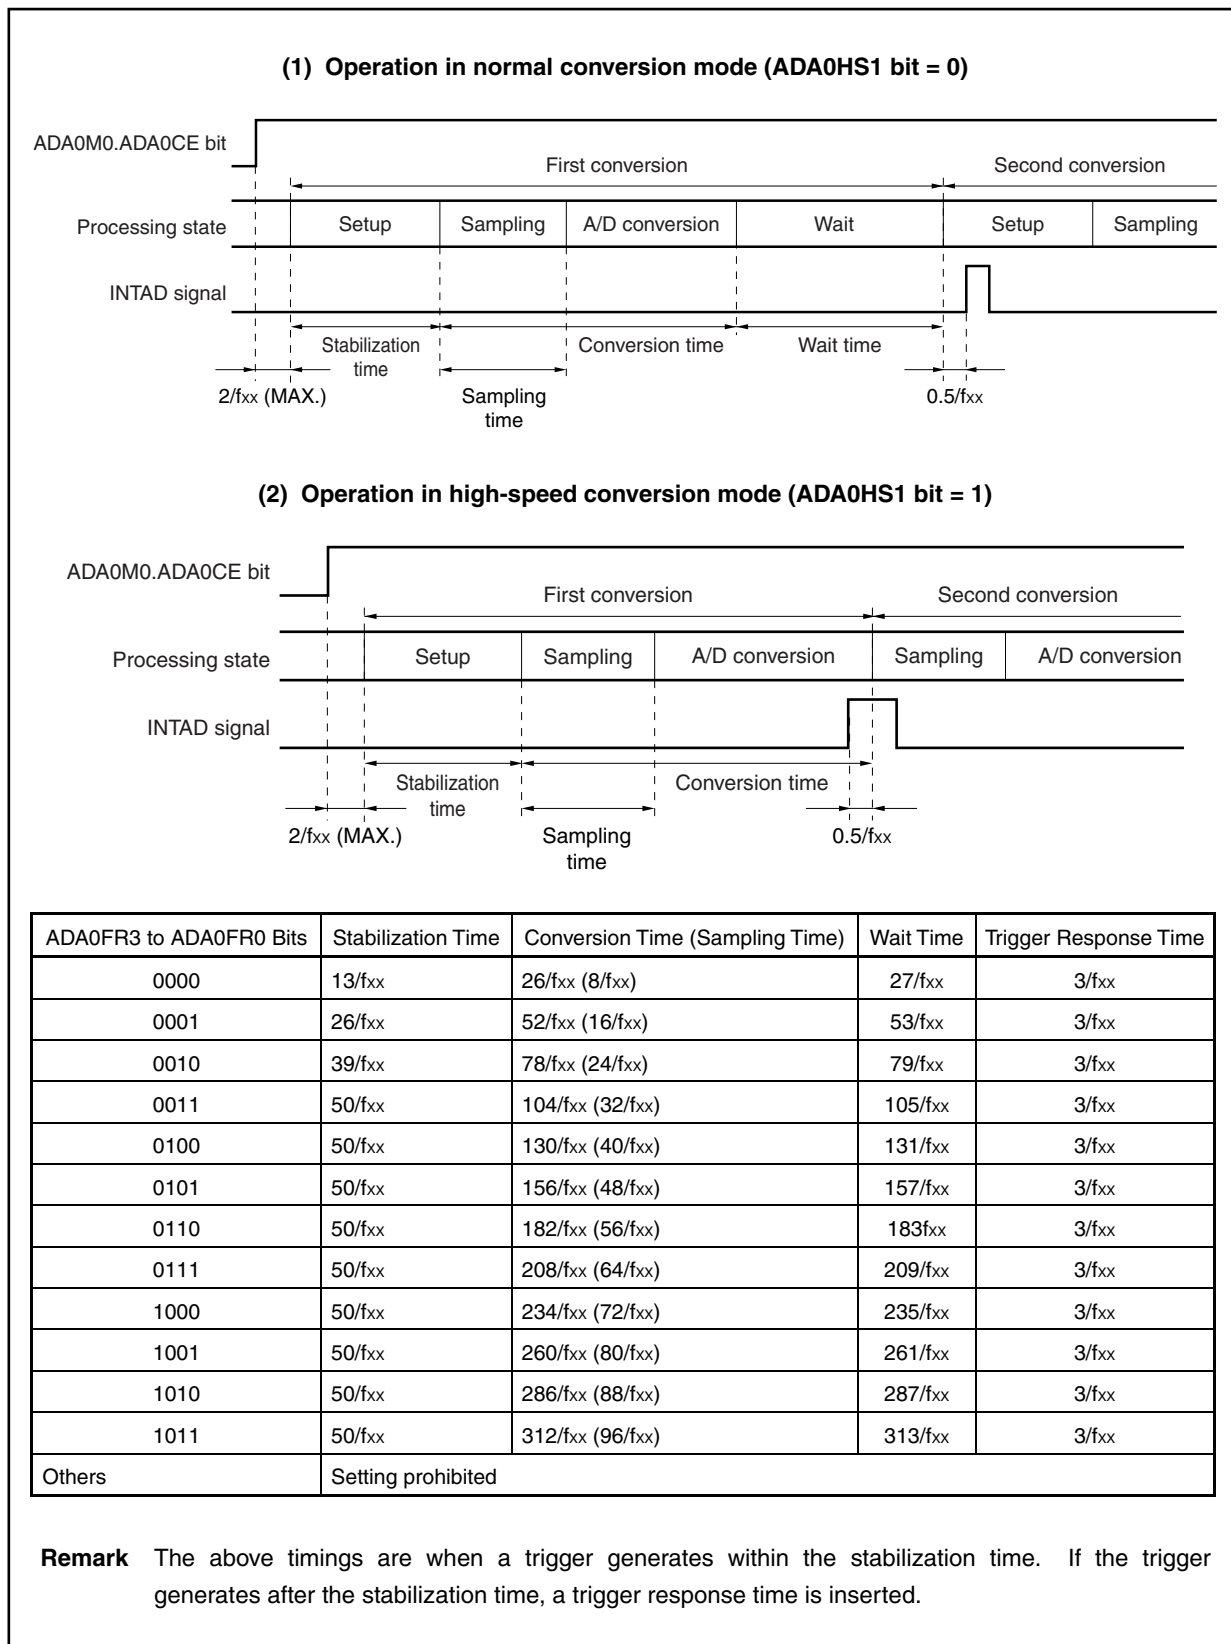 (1) Operation in normal conversion mode (ADA0HS1 bit = 0)
ADA0M0.ADA0CE bit
First conversion
Second conversion
Processing state
Setup
Sampling
A/D conversion
Wait
Setup
Sampling
INTAD signal
Stabilization
time
Conversion time
Wait time
2/fxx (MAX.)
Sampling
time
0.5/fxx
(2) Operation in high-speed conversion mode (ADA0HS1 bit = 1)
ADA0M0.ADA0CE bit
First conversion
Second conversion
Processing state
Setup
Sampling
A/D conversion
Sampling
A/D conversion
INTAD signal
Stabilization
time
Conversion time
2/fxx (MAX.)
Sampling
time
0.5/fxx
ADA0FR3 to ADA0FR0 Bits Stabilization Time Conversion Time (Sampling Time) Wait Time Trigger Response Time
0000 13/fxx 26/fxx (8/fxx) 27/fxx 3/fxx
0001 26/fxx 52/fxx (16/fxx) 53/fxx 3/fxx
0010 39/fxx 78/fxx (24/fxx) 79/fxx 3/fxx
0011 50/fxx 104/fxx (32/fxx) 105/fxx 3/fxx
0100 50/fxx 130/fxx (40/fxx) 131/fxx 3/fxx
0101 50/fxx 156/fxx (48/fxx) 157/fxx 3/fxx
0110 50/fxx 182/fxx (56/fxx) 183fxx 3/fxx
0111 50/fxx 208/fxx (64/fxx) 209/fxx 3/fxx
1000 50/fxx 234/fxx (72/fxx) 235/fxx 3/fxx
1001 50/fxx 260/fxx (80/fxx) 261/fxx 3/fxx
1010 50/fxx 286/fxx (88/fxx) 287/fxx 3/fxx
1011 50/fxx 312/fxx (96/fxx) 313/fxx 3/fxx
Others Setting prohibited
Remark The above timings are when a trigger generates within the stabilization time. If the trigger
generates after the stabilization time, a trigger response time is inserted.